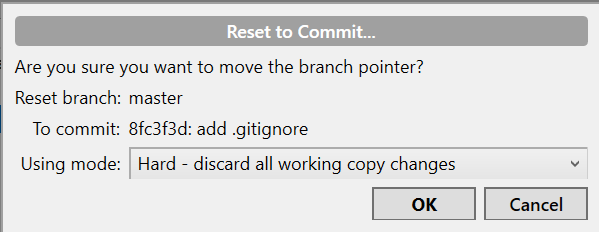 Reset to Commit...
Are you sure you want to move the branch pointer?
Reset branch: master
To commit: 8fc3f3d: add .gitignore
Using mode: Hard - discard all working copy changes
OK Cancel